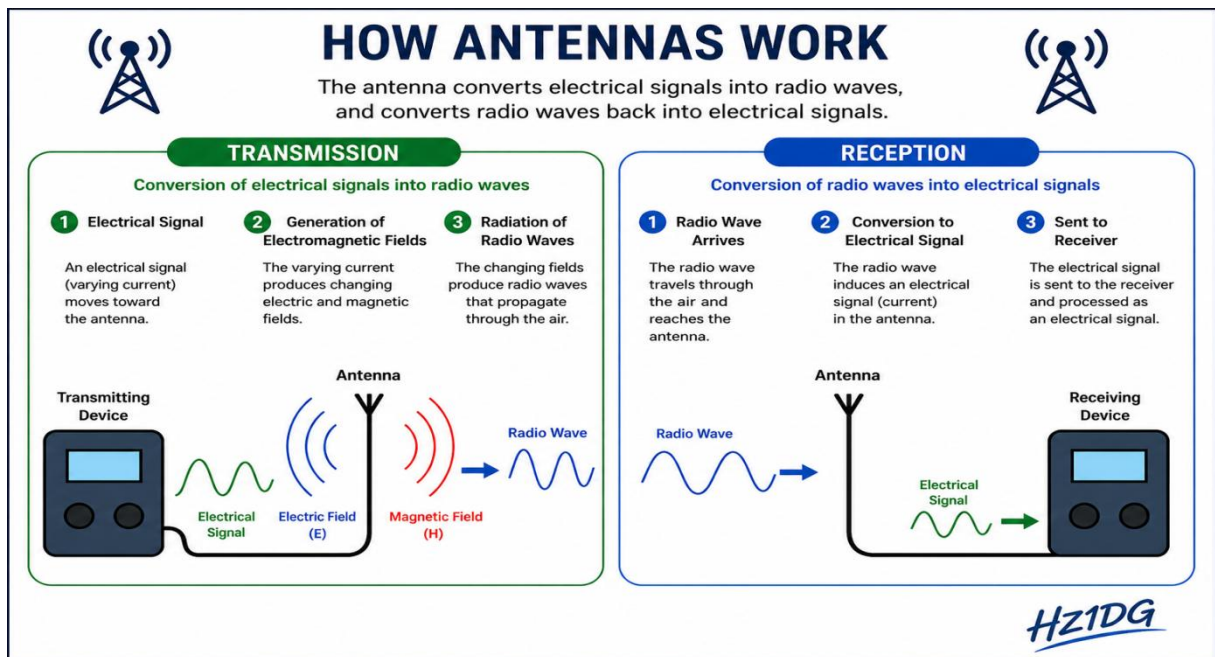 HOW ANTENNAS WORK
The antenna converts electrical signals into radio waves,
and converts radio waves back into electrical signals.
TRANSMISSION
Conversion of electrical signals into radio waves
1 Electrical Signal
An electrical signal
(varying current)
moves toward
the antenna.
2 Generation of
Electromagnetic Fields
The varying current
produces changing
electric and magnetic
fields.
3 Radiation of
Radio Waves
The changing fields
produce radio waves
that propagate
through the air.
Transmitting
Device
Electrical
Signal
Electric Field
(E)
Antenna
Magnetic Field
(H)
Radio Wave
RECEPTION
Conversion of radio waves into electrical signals
1 Radio Wave
Arrives
The radio wave
travels through
the air and
reaches the
antenna.
2 Conversion to
Electrical Signal
The radio wave
induces an electrical
signal (current)
in the antenna.
3 Sent to
Receiver
The electrical signal
is sent to the receiver
and processed as
an electrical signal.
Radio Wave
Antenna
Electrical
Signal
Receiving
Device
HZ1DG